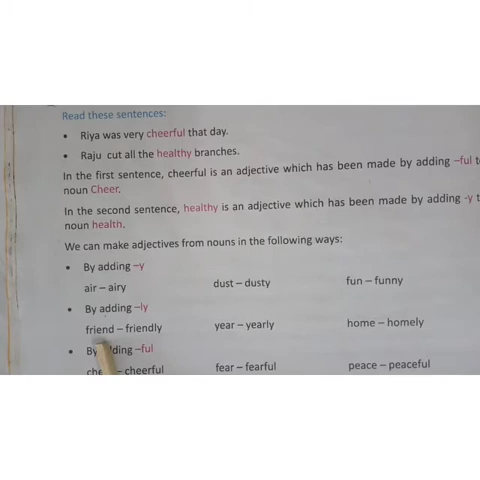 Read these sentences:
• Riya was very cheerful that day.
• Raju cut all the healthy branches.
In the first sentence, cheerful is an adjective which has been made by adding –ful
noun Cheer.
In the second sentence, healthy is an adjective which has been made by adding -y
noun health.
We can make adjectives from nouns in the following ways:
• By adding –y
air – airy dust – dusty fun – funny
• By adding –ly
friend – friendly year – yearly home – homely
• By adding –ful
– cheerful fear – fearful peace – peaceful